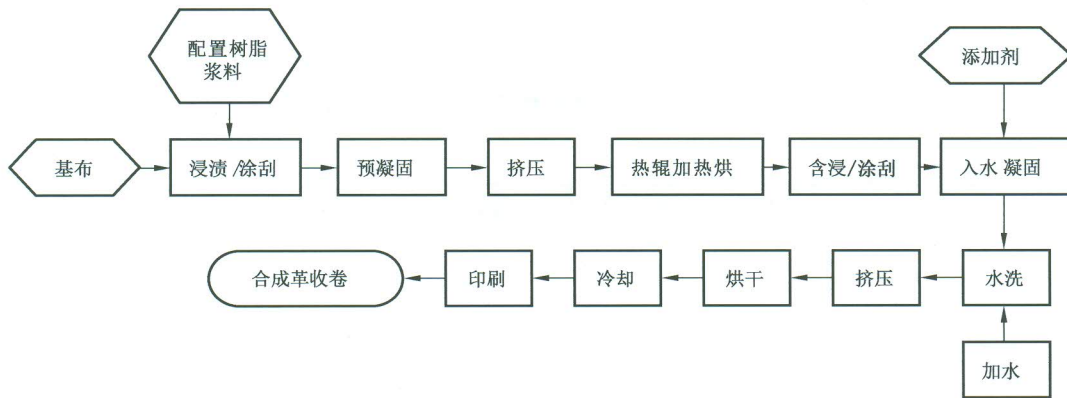 配置树脂
浆料
添加剂
基布
浸渍/涂刮
预凝固
挤压
热辊加热烘
含浸/涂刮
入水凝固
合成革收卷
印刷
冷却
烘干
挤压
水洗
加水